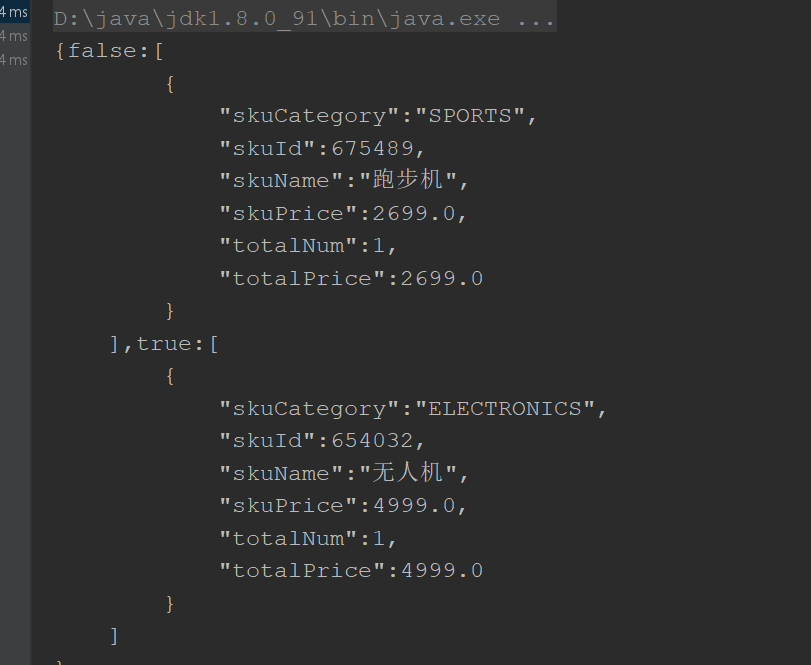 4 ms
4 ms
4 ms
D:\java\jdk1.8.0_91\bin\java.exe ...
{false:[
        {
            "skuCategory":"SPORTS",
            "skuId":675489,
            "skuName":"跑步机",
            "skuPrice":2699.0,
            "totalNum":1,
            "totalPrice":2699.0
        }
    ],true:[
        {
            "skuCategory":"ELECTRONICS",
            "skuId":654032,
            "skuName":"无人机",
            "skuPrice":4999.0,
            "totalNum":1,
            "totalPrice":4999.0
        }
    ]